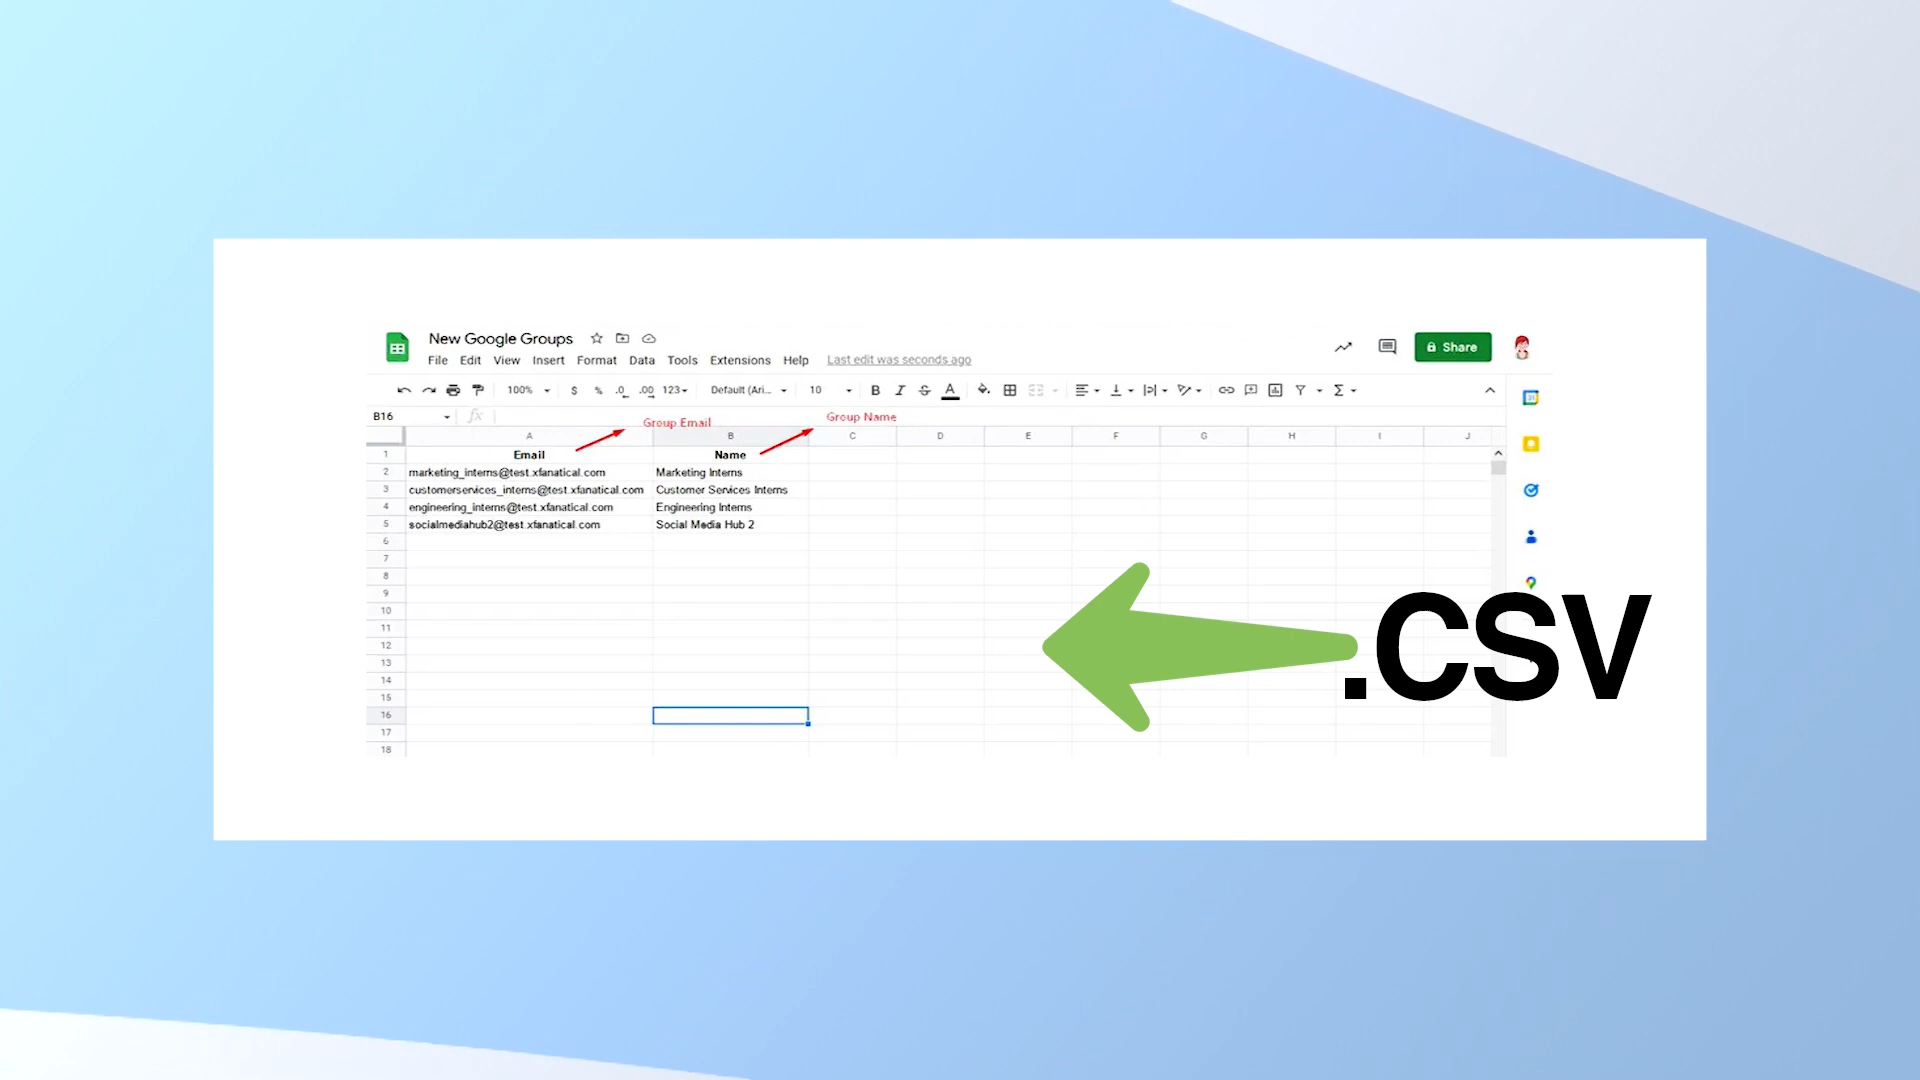 New Google Groups
File Edit View Insert Format Data Tools Extensions Help Last edit was seconds ago
Share
100% $ % .0 .00 123 Default (Ari... 10 B I S A
B16 fx
Group Email Group Name
A B C D E F G H I J
1 Email Name
2 marketing_interns@test.xfanatical.com Marketing Interns
3 customerservices_interns@test.xfanatical.com Customer Services Interns
4 engineering_interns@test.xfanatical.com Engineering Interns
5 socialmediahub2@test.xfanatical.com Social Media Hub 2
6
7
8
9
10
11
12
13
14
15
16
17
18
.CSV